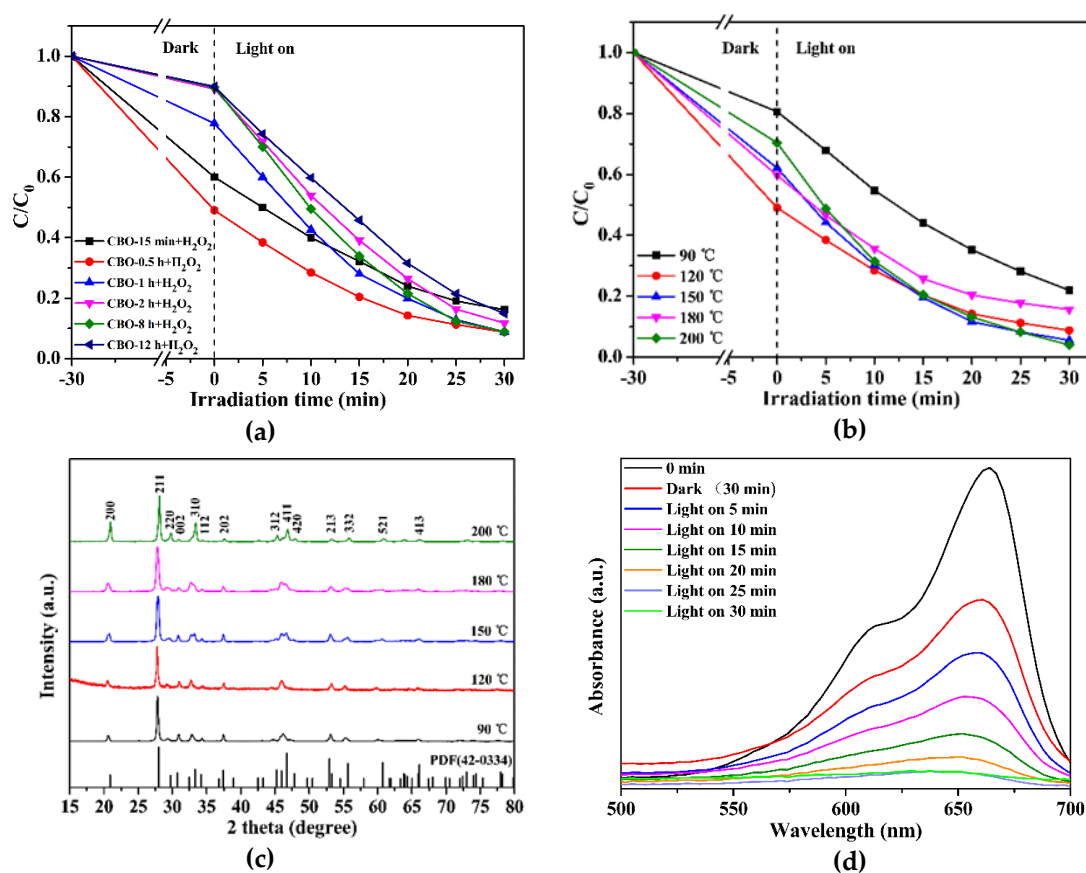 Dark
Light on
1.0
0.8
0.6
0.4
0.2
0.0
C/C0
CBO-15 min+H2O2
CBO-0.5 h+H2O2
CBO-1 h+H2O2
CBO-2 h+H2O2
CBO-8 h+H2O2
CBO-12 h+H2O2
-30 -5 0 5 10 15 20 25 30
Irradiation time (min)
(a)
Dark
Light on
1.0
0.8
0.6
0.4
0.2
0.0
C/C0
90 ℃
120 ℃
150 ℃
180 ℃
200 ℃
-30 -5 0 5 10 15 20 25 30
Irradiation time (min)
(b)
Intensity (a.u.)
200 211 220 002 310 112 202 312 411 420 213 332 521 413
200 ℃
180 ℃
150 ℃
120 ℃
90 ℃
PDF(42-0334)
15 20 25 30 35 40 45 50 55 60 65 70 75 80
2 theta (degree)
(c)
Absorbance (a.u.)
0 min
Dark （30 min）
Light on 5 min
Light on 10 min
Light on 15 min
Light on 20 min
Light on 25 min
Light on 30 min
500 550 600 650 700
Wavelength (nm)
(d)